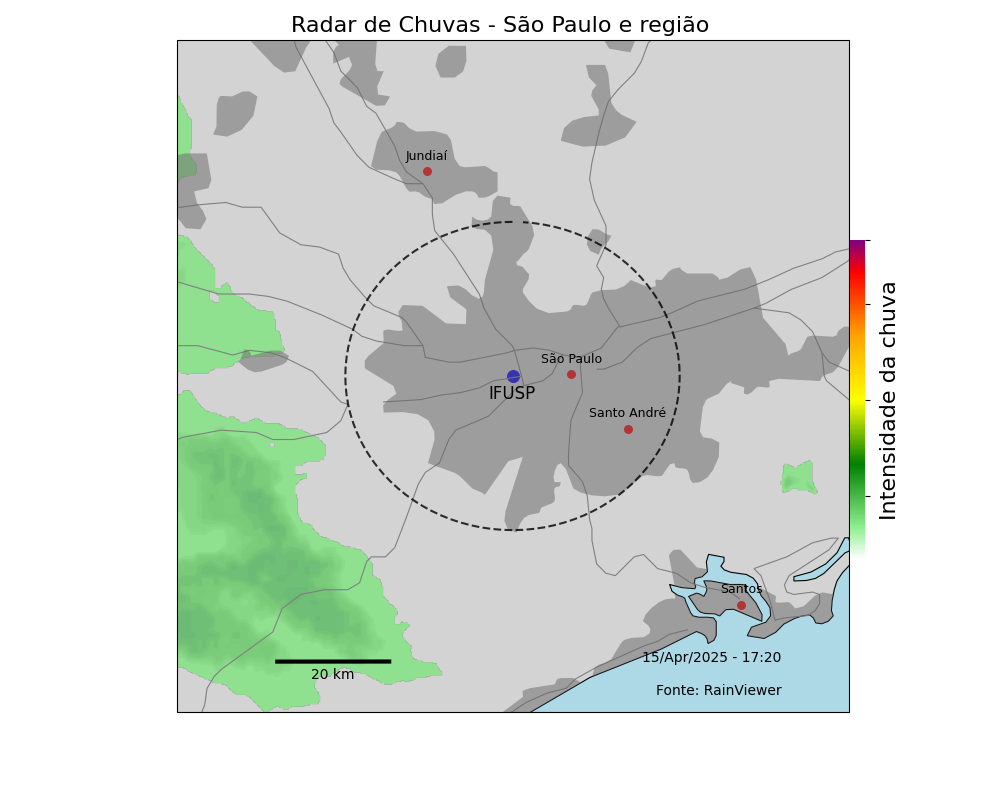 Radar de Chuvas - São Paulo e região
Jundiaí
São Paulo
IFUSP
Santo André
Intensidade da chuva
Santos
15/Apr/2025 - 17:20
20 km
Fonte: RainViewer